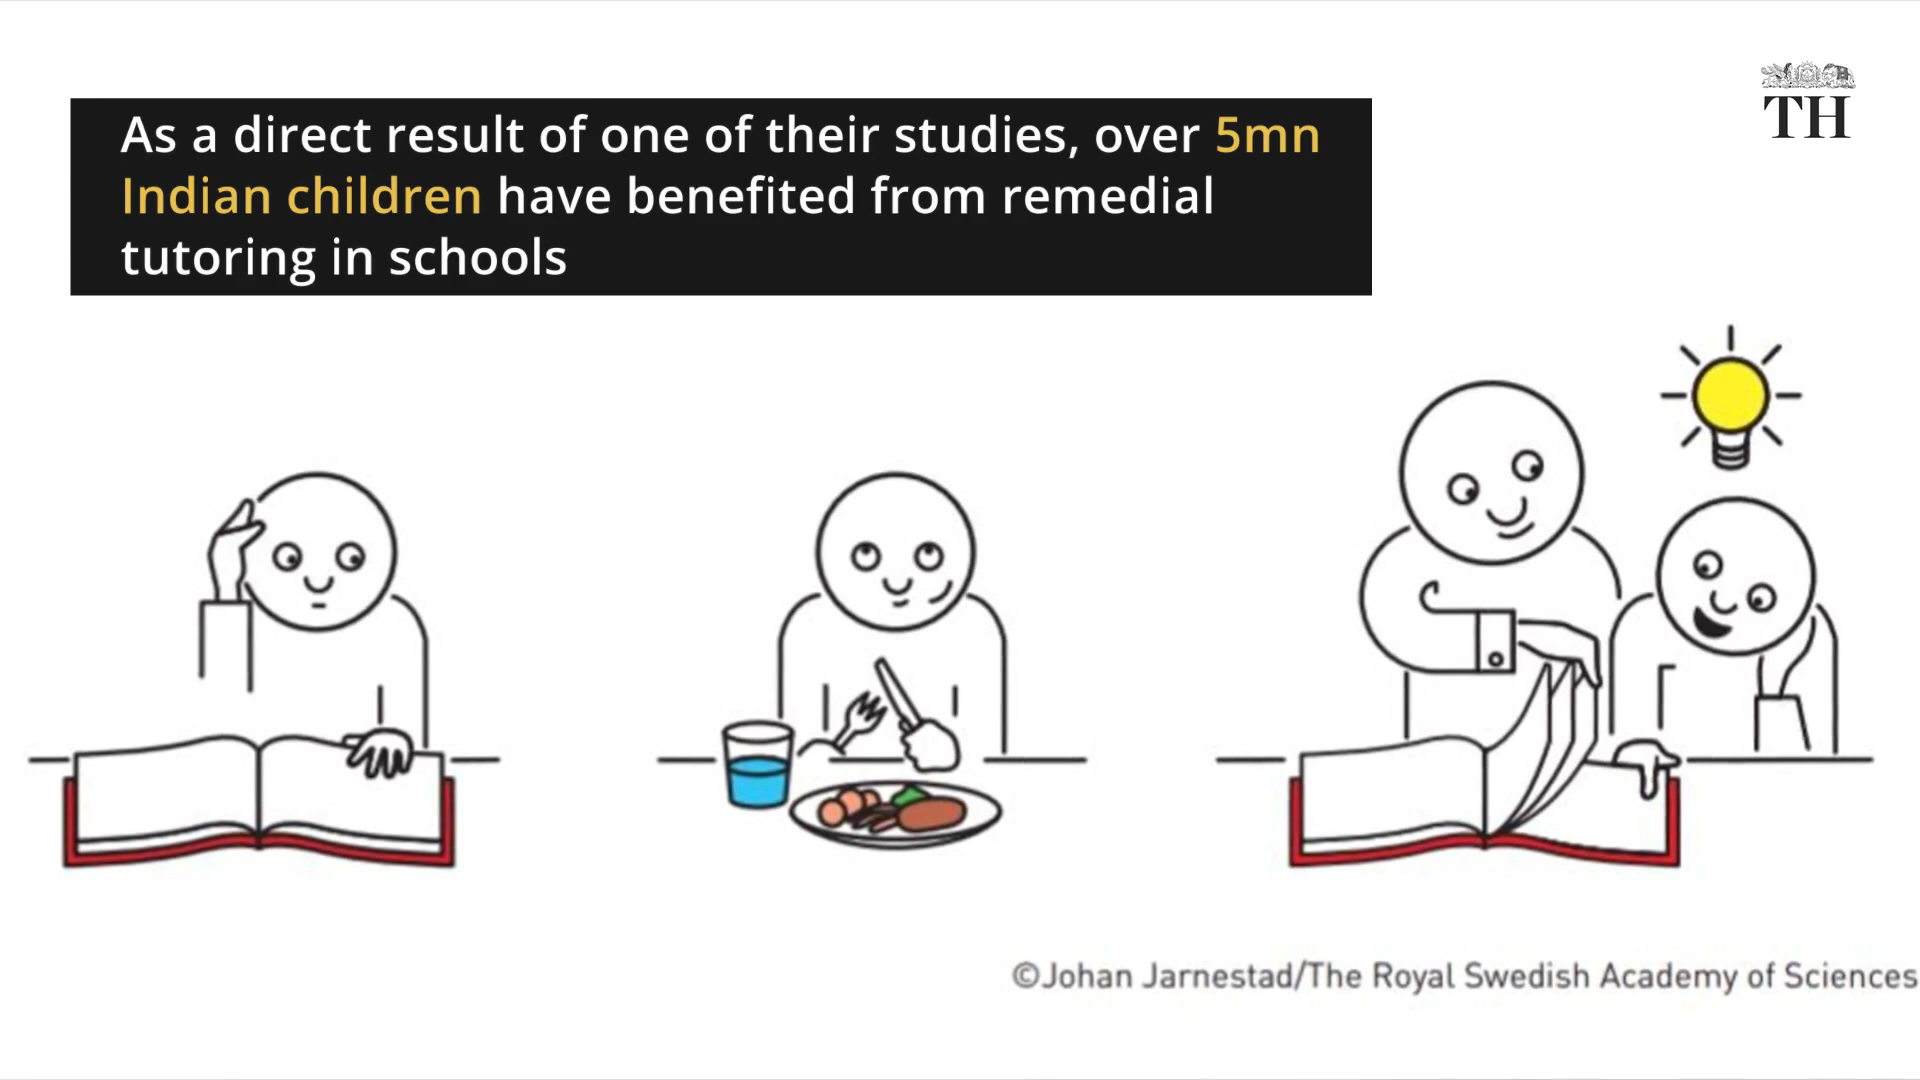 As a direct result of one of their studies, over 5mn
Indian children have benefited from remedial
tutoring in schools
TH
©Johan Jarnestad/The Royal Swedish Academy of Sciences